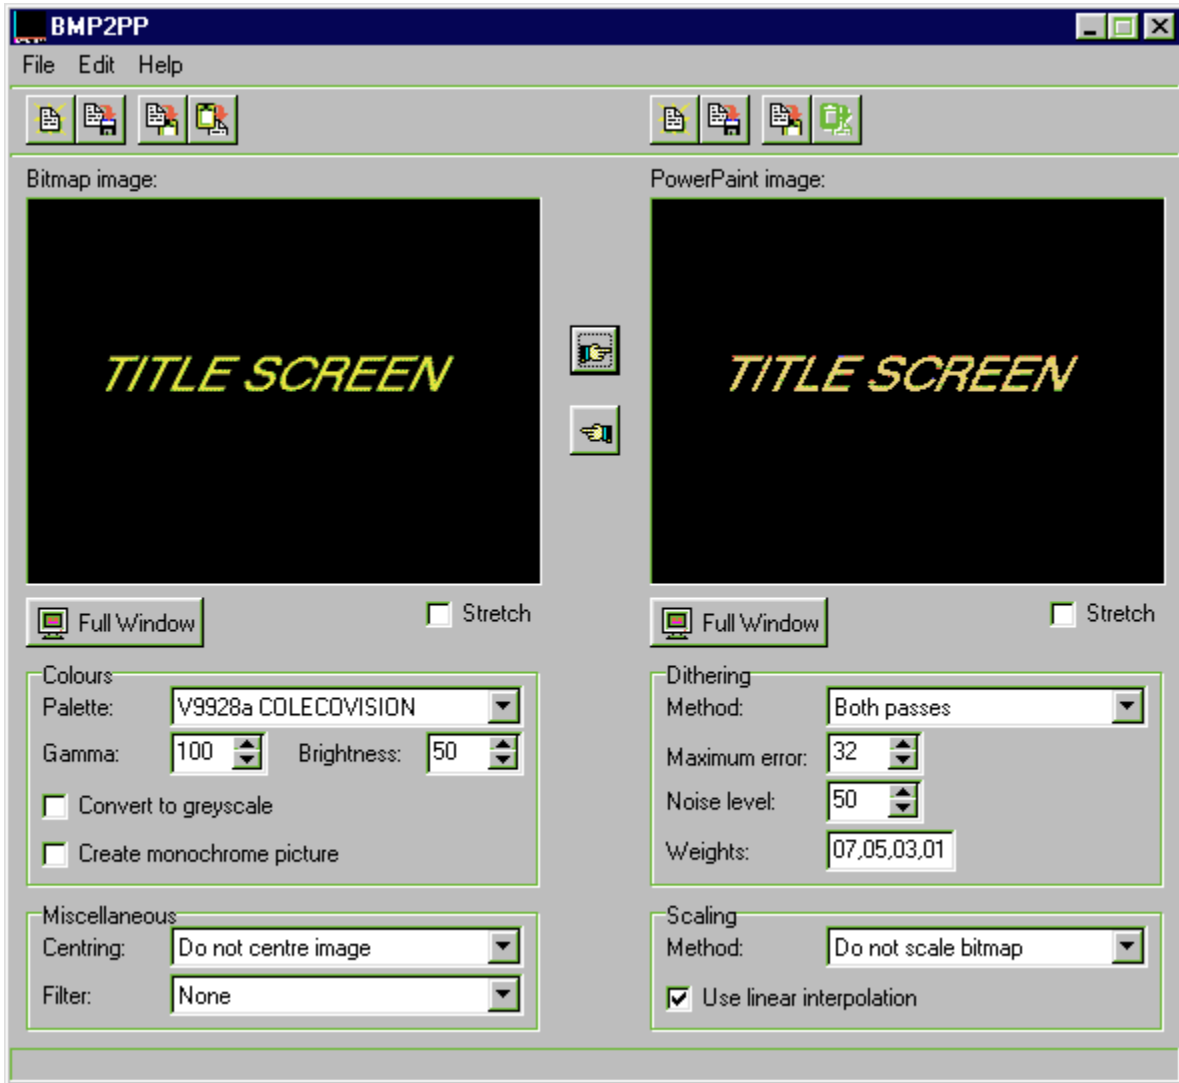 BMP2PP
File Edit Help
Bitmap image:
PowerPaint image:
TITLE SCREEN
TITLE SCREEN
Full Window
Stretch
Full Window
Stretch
Colours
Palette: V9928a COLECOVISION
Gamma: 100 Brightness: 50
Convert to greyscale
Create monochrome picture
Dithering
Method: Both passes
Maximum error: 32
Noise level: 50
Weights: 07,05,03,01
Miscellaneous
Centring: Do not centre image
Filter: None
Scaling
Method: Do not scale bitmap
Use linear interpolation